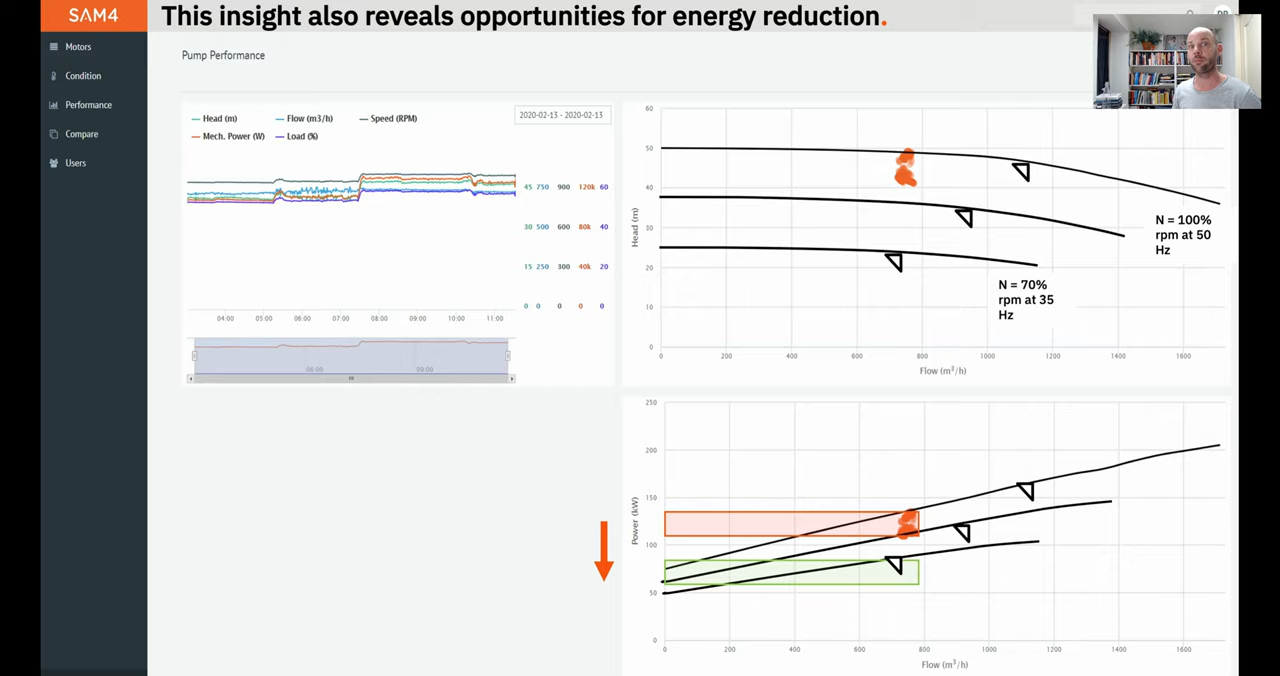 SAM4
This insight also reveals opportunities for energy reduction.
Motors
Condition
Performance
Compare
Users
Pump Performance
Head (m)
Flow (m3/h)
Speed (RPM)
Mech. Power (W)
Load (%)
2020-02-13 - 2020-02-13
45 750 900 120k 60
30 500 600 80k 40
15 250 300 40k 20
0 0 0 0 0
04:00 05:00 06:00 07:00 08:00 09:00 10:00 11:00
06:00 09:00
60
50
40
30
20
10
0
Head (m)
0 200 400 600 800 1000 1200 1400 1600
Flow (m³/h)
N = 100%
rpm at 50
Hz
N = 70%
rpm at 35
Hz
250
200
150
100
50
0
Power (kW)
0 200 400 600 800 1000 1200 1400 1600
Flow (m³/h)